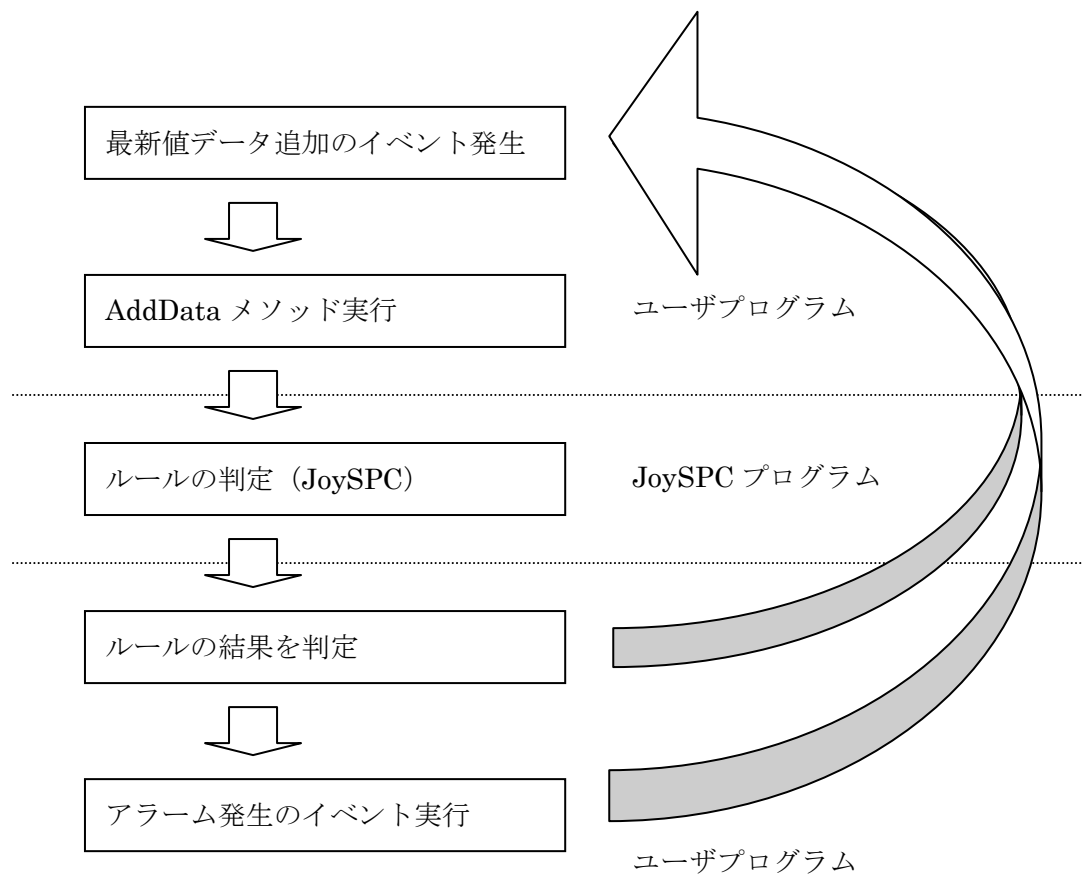 最新値データ追加のイベント発生
AddData メソッド実行
ユーザプログラム
ルールの判定（JoySPC）
JoySPC プログラム
ルールの結果を判定
アラーム発生のイベント実行
ユーザプログラム